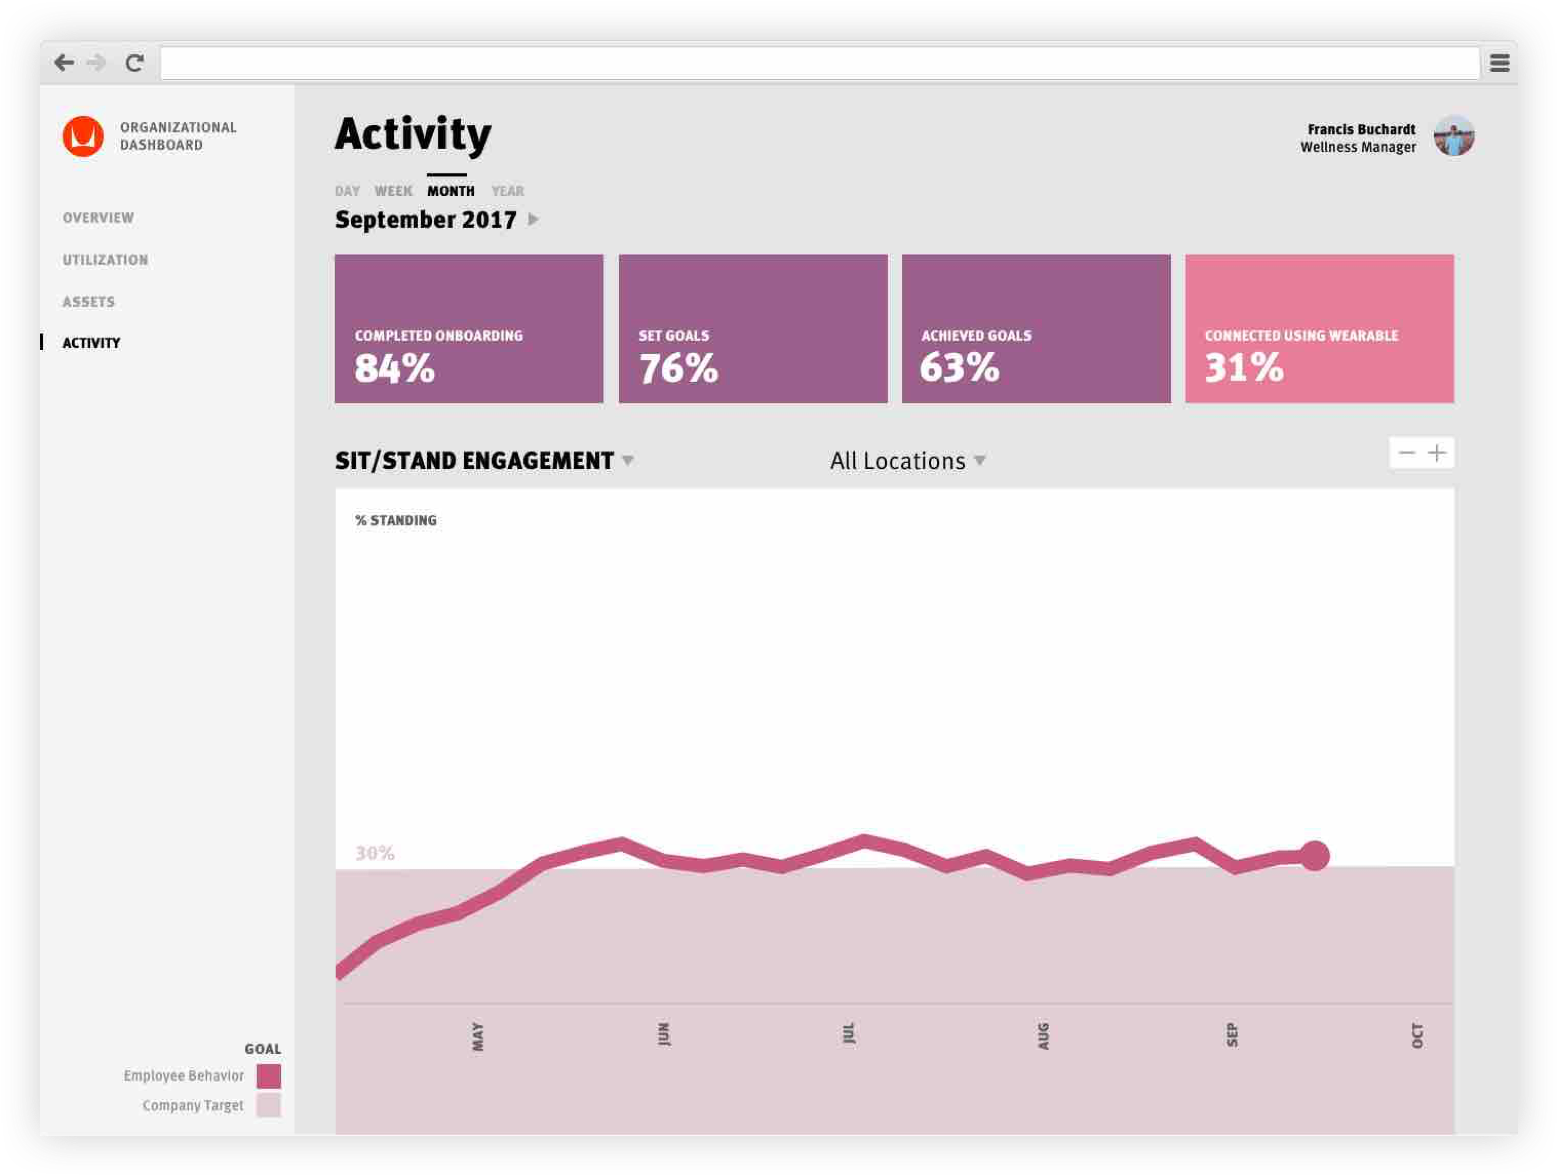 ORGANIZATIONAL
DASHBOARD
OVERVIEW
UTILIZATION
ASSETS
ACTIVITY
Activity
Francis Buchardt
Wellness Manager
DAY WEEK MONTH YEAR
September 2017
COMPLETED ONBOARDING
84%
SET GOALS
76%
ACHIEVED GOALS
63%
CONNECTED USING WEARABLE
31%
SIT/STAND ENGAGEMENT
All Locations
− +
% STANDING
30%
MAY JUN JUL AUG SEP OCT
GOAL
Employee Behavior
Company Target